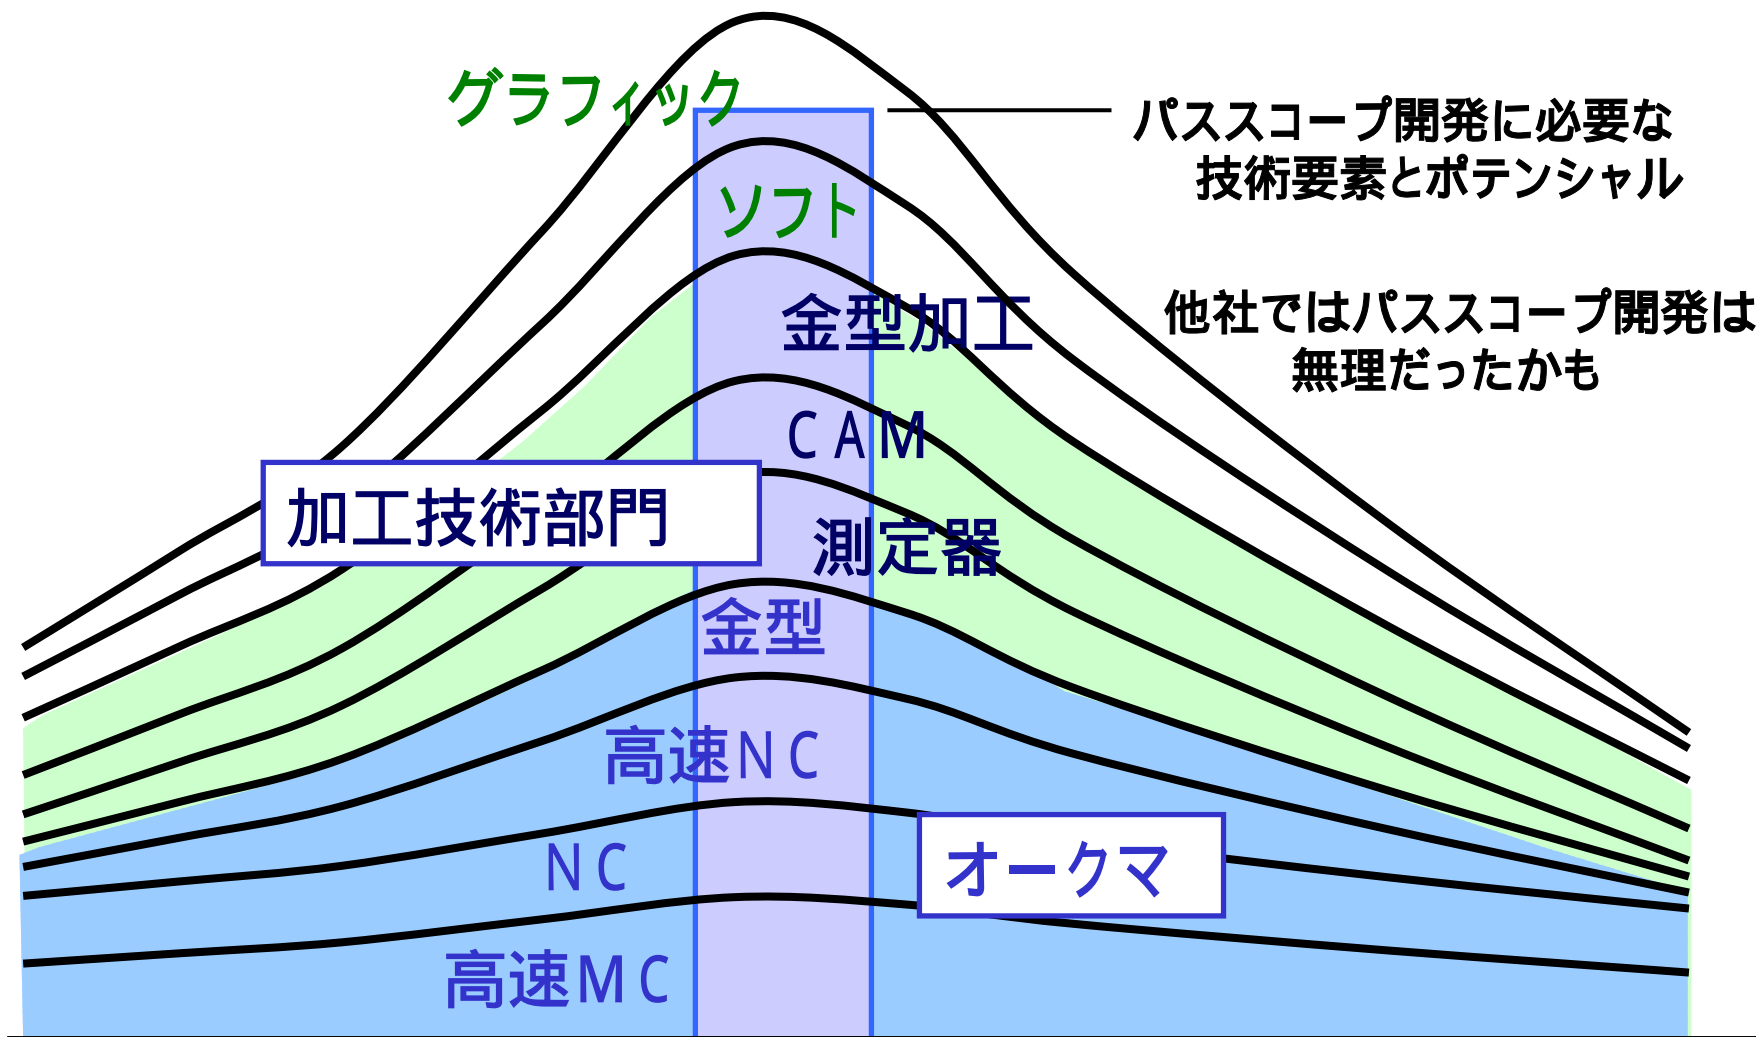 グラフィック
パススコープ開発に必要な
技術要素とポテンシャル
ソフト
金型加工
他社ではパススコープ開発は
無理だったかも
CAM
加工技術部門
測定器
金型
高速NC
NC
オークマ
高速MC